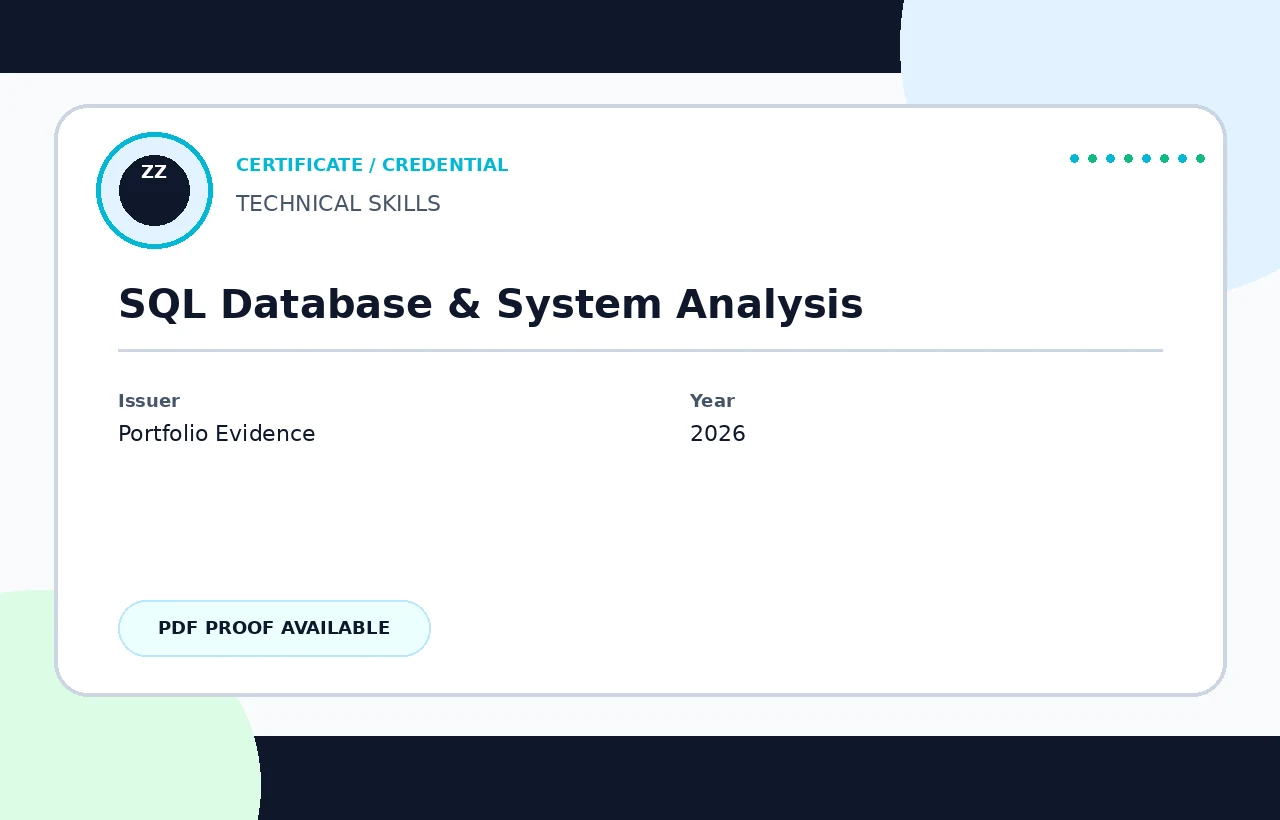 ZZ
CERTIFICATE / CREDENTIAL
TECHNICAL SKILLS
SQL Database & System Analysis
Issuer
Portfolio Evidence
Year
2026
PDF PROOF AVAILABLE